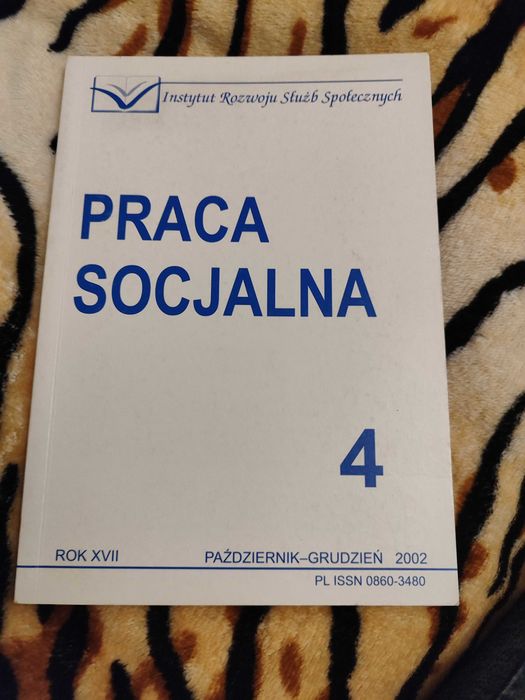 Instytut Rozwoju Służb Społecznych
PRACA
SOCJALNA
4
ROK XVII PAŹDZIERNIK–GRUDZIEŃ 2002
PL ISSN 0860-3480